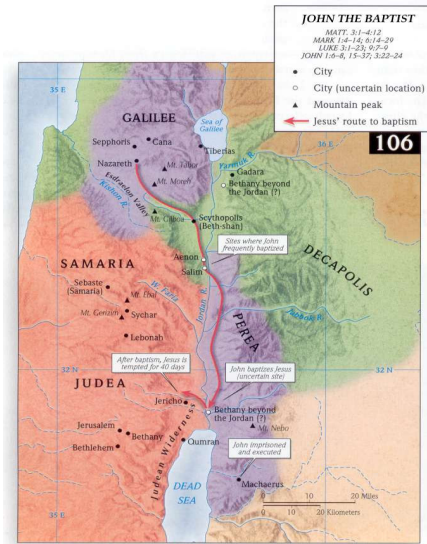 JOHN THE BAPTIST
MATT. 3:1–4:12
MARK 1:4–14; 6:14–29
LUKE 3:1–23; 9:7–9
JOHN 1:6–8, 15–37; 3:22–24
City
City (uncertain location)
Mountain peak
Jesus' route to baptism
106
35 E
36 E
GALILEE
Sea of
Galilee
Sepphoris
Cana
Tiberias
Nazareth
Mt. Tabor
Yarmuk R.
Mt. Moreh
Gadara
Bethany beyond
the Jordan (?)
Esdraelon Valley
Kishon R.
Mt. Gilboa
Scythopolis
(Beth-shan)
Sites where John
frequently baptized
DECAPOLIS
Aenon
Salim
SAMARIA
Sebaste
(Samaria)
Mt. Ebal
W. Faria
Jordan R.
Mt. Gerizim
Sychar
Jabbok R.
Lebonah
PEREA
After baptism, Jesus is
tempted for 40 days
John baptizes Jesus
(uncertain site)
32 N
32 N
JUDEA
Jericho
Bethany beyond
the Jordan (?)
Jerusalem
Bethany
Mt. Nebo
Bethlehem
Qumran
Judean Wilderness
John imprisoned
and executed
DEAD
SEA
Machaerus
0 10 20 Miles
0 10 20 Kilometers
35 E